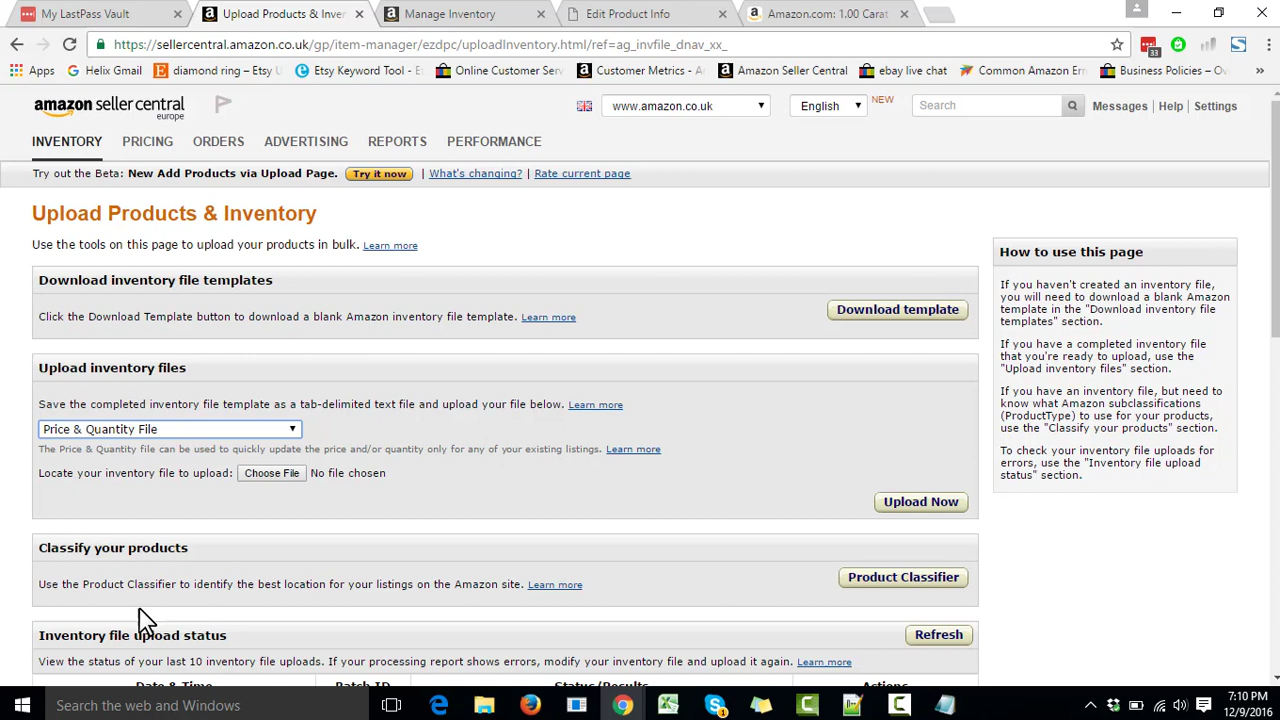 My LastPass Vault
Upload Products & Inven
Manage Inventory
Edit Product Info
Amazon.com: 1.00 Carat
https://sellercentral.amazon.co.uk/gp/item-manager/ezdpc/uploadInventory.html/ref=ag_invfile_dnav_xx_
33
Apps
Helix Gmail
diamond ring – Etsy U
Etsy Keyword Tool – E
Online Customer Serv
Customer Metrics - A
Amazon Seller Central
ebay live chat
Common Amazon Err
Business Policies – Ov
amazon seller central
europe
www.amazon.co.uk
English
NEW
Search
Messages | Help | Settings
INVENTORY PRICING ORDERS ADVERTISING REPORTS PERFORMANCE
Try out the Beta: New Add Products via Upload Page. Try it now | What's changing? | Rate current page
Upload Products & Inventory
Use the tools on this page to upload your products in bulk. Learn more
Download inventory file templates
Click the Download Template button to download a blank Amazon inventory file template. Learn more
Download template
Upload inventory files
Save the completed inventory file template as a tab-delimited text file and upload your file below. Learn more
Price & Quantity File
The Price & Quantity File can be used to quickly update the price and/or quantity only for any of your existing listings. Learn more
Locate your inventory file to upload: Choose File No file chosen
Upload Now
Classify your products
Use the Product Classifier to identify the best location for your listings on the Amazon site. Learn more
Product Classifier
Inventory file upload status
Refresh
View the status of your last 10 inventory file uploads. If your processing report shows errors, modify your inventory file and upload it again. Learn more
Date & Time Batch ID Status/Results Actions
How to use this page
If you haven't created an inventory file,
you will need to download a blank Amazon
template in the "Download inventory file
templates" section.
If you have a completed inventory file
that you're ready to upload, use the
"Upload inventory files" section.
If you have an inventory file, but need to
know what Amazon subclassifications
(ProductType) to use for your products,
use the "Classify your products" section.
To check your inventory file uploads for
errors, use the "Inventory file upload
status" section.
Search the web and Windows
7:10 PM
12/9/2016